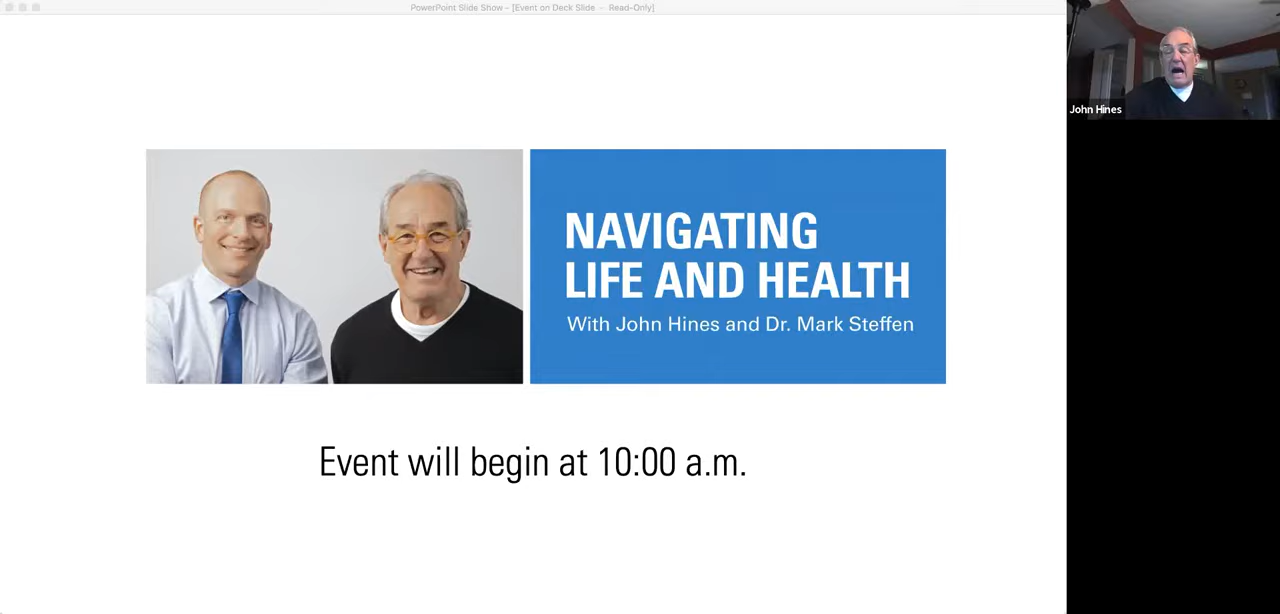 PowerPoint Slide Show - [Event on Deck Slide - Read-Only]
John Hines
NAVIGATING
LIFE AND HEALTH
With John Hines and Dr. Mark Steffen
Event will begin at 10:00 a.m.